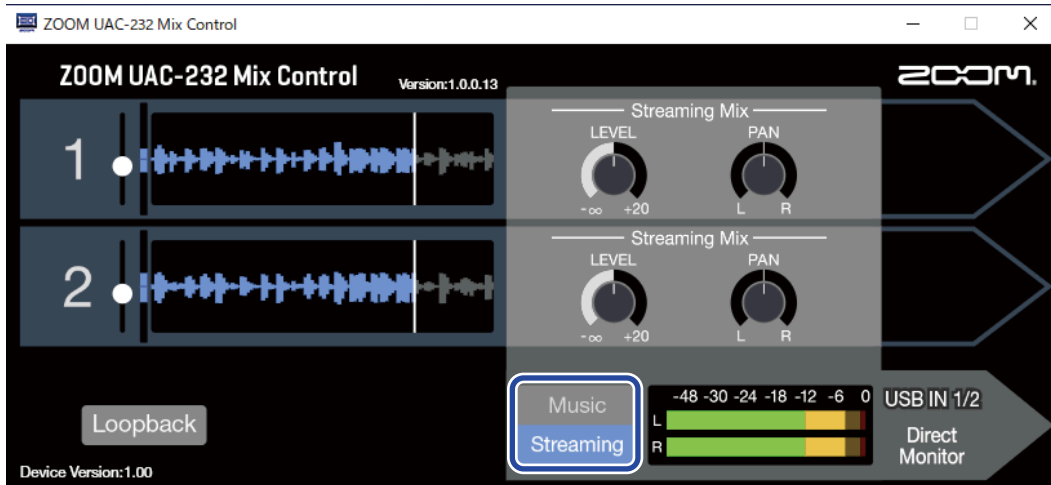 ZOOM UAC-232 Mix Control
ZOOM UAC-232 Mix Control
Version:1.0.0.13
ZOOM.
1
Streaming Mix
LEVEL PAN
-∞ +20 L R
2
Streaming Mix
LEVEL PAN
-∞ +20 L R
Loopback
Music
Streaming
-48 -30 -24 -18 -12 -6 0
L
R
USB IN 1/2
Direct
Monitor
Device Version:1.00